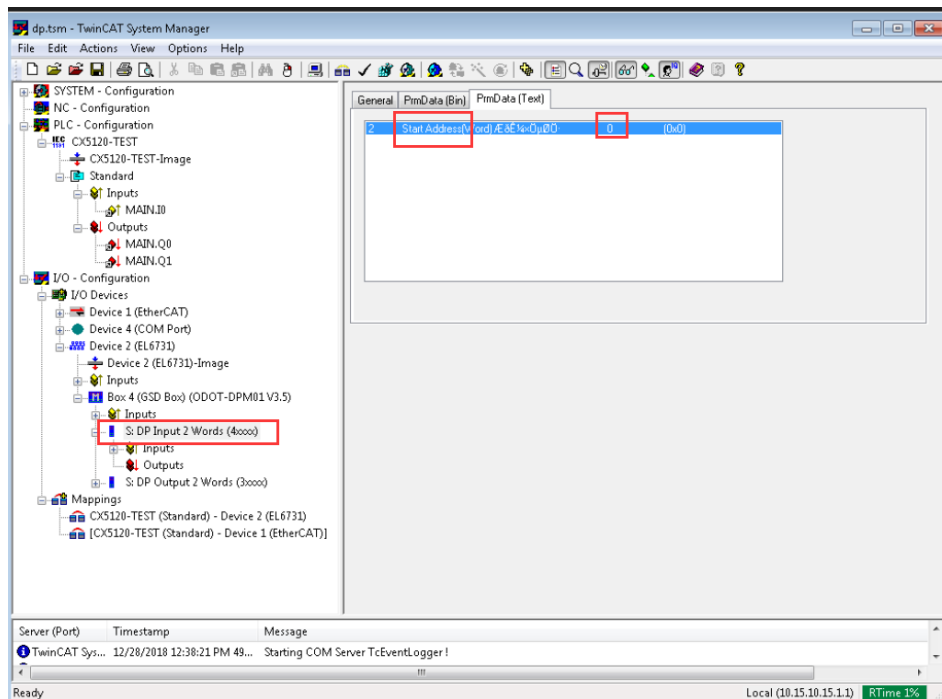 dp.tsm - TwinCAT System Manager
File Edit Actions View Options Help
SYSTEM - Configuration
NC - Configuration
PLC - Configuration
CX5120-TEST
CX5120-TEST-Image
Standard
Inputs
MAIN.I0
Outputs
MAIN.Q0
MAIN.Q1
I/O - Configuration
I/O Devices
Device 1 (EtherCAT)
Device 4 (COM Port)
Device 2 (EL6731)
Device 2 (EL6731)-Image
Inputs
Box 4 (GSD Box) (ODOT-DPM01 V3.5)
Inputs
S: DP Input 2 Words (4xxxx)
Inputs
Outputs
S: DP Output 2 Words (3xxxx)
Mappings
CX5120-TEST (Standard) - Device 2 (EL6731)
[CX5120-TEST (Standard) - Device 1 (EtherCAT)]
General PrmData (Bin) PrmData (Text)
2 Start Address(Word) 0 (0x0)
Server (Port) Timestamp Message
TwinCAT Sys... 12/28/2018 12:38:21 PM 49... Starting COM Server TcEventLogger !
Ready Local (10.15.10.15.1.1) RTime 1%